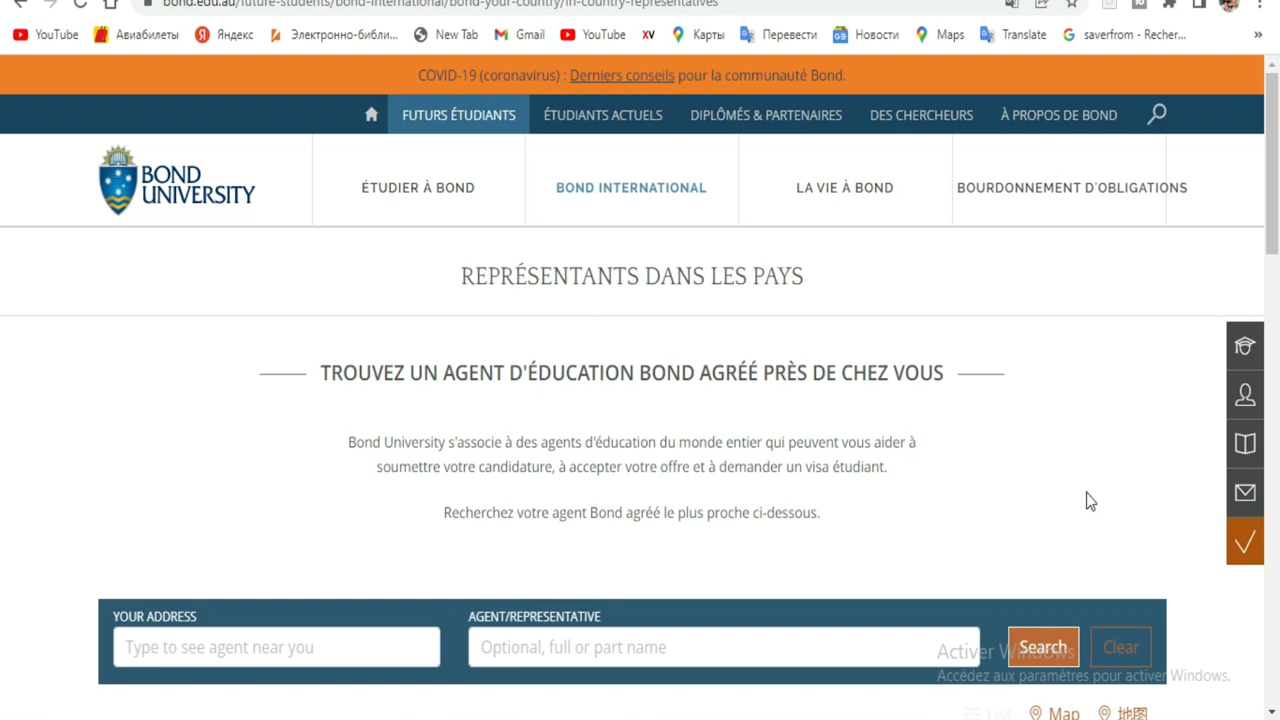 bond.edu.au/future-students/bond-international/bond-your-country/in-country-representatives
YouTube Авиабилеты Яндекс Электронно-библи... New Tab Gmail YouTube XV Карты Перевести Новости Maps Translate saverfrom - Recher... »
COVID-19 (coronavirus) : Derniers conseils pour la communauté Bond.
FUTURS ÉTUDIANTS ÉTUDIANTS ACTUELS DIPLÔMÉS & PARTENAIRES DES CHERCHEURS À PROPOS DE BOND
BOND
UNIVERSITY
ÉTUDIER À BOND BOND INTERNATIONAL LA VIE À BOND BOURDONNEMENT D'OBLIGATIONS
REPRÉSENTANTS DANS LES PAYS
TROUVEZ UN AGENT D'ÉDUCATION BOND AGRÉÉ PRÈS DE CHEZ VOUS
Bond University s'associe à des agents d'éducation du monde entier qui peuvent vous aider à
soumettre votre candidature, à accepter votre offre et à demander un visa étudiant.
Recherchez votre agent Bond agréé le plus proche ci-dessous.
YOUR ADDRESS AGENT/REPRESENTATIVE
Type to see agent near you Optional, full or part name Search Clear
Activer Windows
Accédez aux paramètres pour activer Windows.
List Map 地图